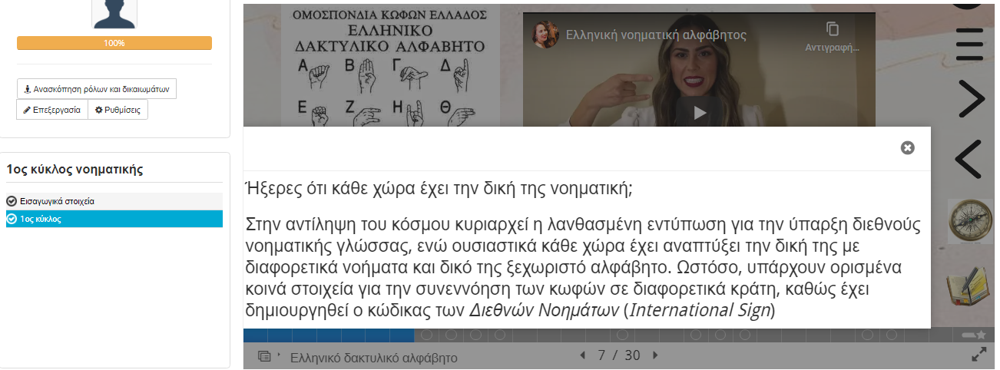 100%
Ανασκόπηση ρόλων και δικαιωμάτων
Επεξεργασία
Ρυθμίσεις
1ος κύκλος νοηματικής
Εισαγωγικά στοιχεία
1ος κύκλος
ΟΜΟΣΠΟΝΔΙΑ ΚΩΦΩΝ ΕΛΛΑΔΟΣ
ΕΛΛΗΝΙΚΟ
ΔΑΚΤΥΛΙΚΟ ΑΛΦΑΒΗΤΟ
Α Β Γ Δ
Ε Ζ Η Θ
Ελληνική νοηματική αλφάβητος
Αντιγραφή...
Ήξερες ότι κάθε χώρα έχει την δική της νοηματική;
Στην αντίληψη του κόσμου κυριαρχεί η λανθασμένη εντύπωση για την ύπαρξη διεθνούς
νοηματικής γλώσσας, ενώ ουσιαστικά κάθε χώρα έχει αναπτύξει την δική της με
διαφορετικά νοήματα και δικό της ξεχωριστό αλφάβητο. Ωστόσο, υπάρχουν ορισμένα
κοινά στοιχεία για την συνεννόηση των κωφών σε διαφορετικά κράτη, καθώς έχει
δημιουργηθεί ο κώδικας των Διεθνών Νοημάτων (International Sign)
Ελληνικό δακτυλικό αλφάβητο
7 / 30